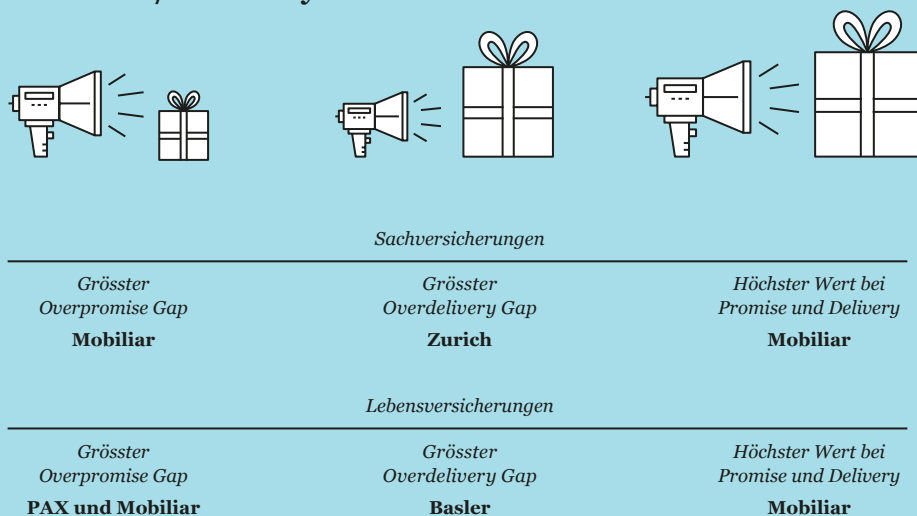 Sachversicherungen
Grösster Grösster Höchster Wert bei
Overpromise Gap Overdelivery Gap Promise und Delivery
Mobiliar Zurich Mobiliar
Lebensversicherungen
Grösster Grösster Höchster Wert bei
Overpromise Gap Overdelivery Gap Promise und Delivery
PAX und Mobiliar Basler Mobiliar